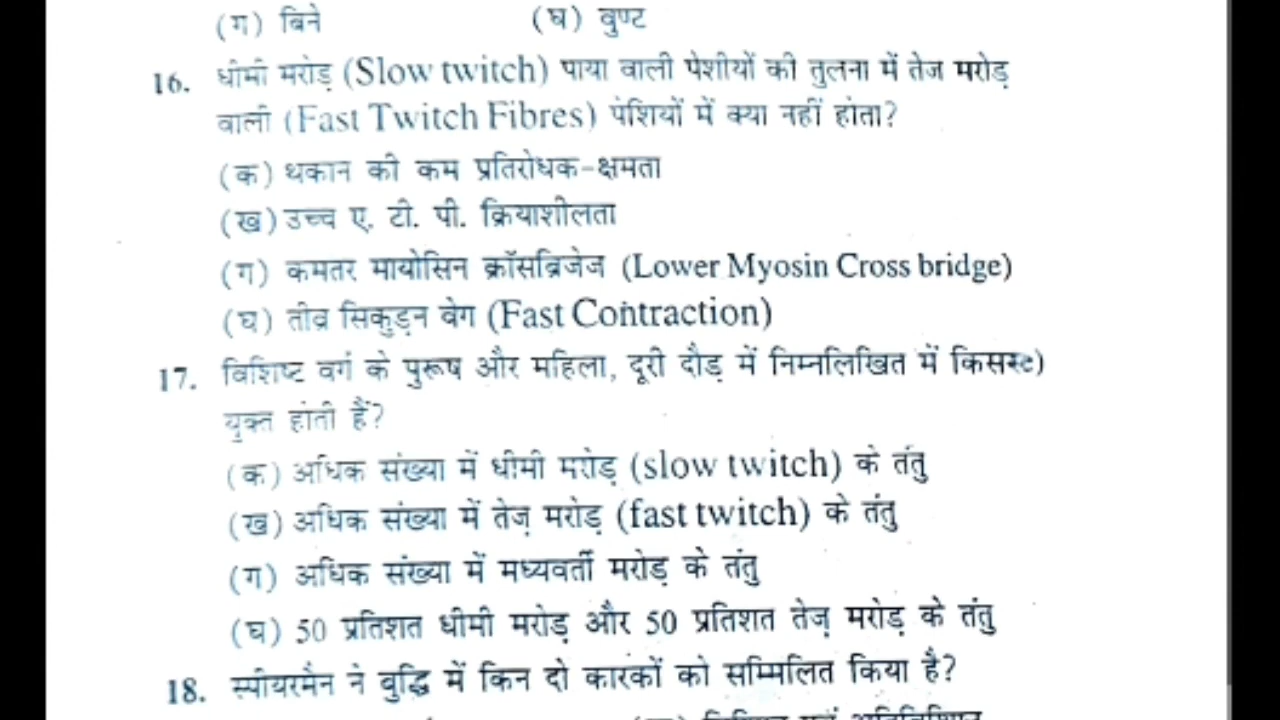 (ग) बिने (घ) वुण्ट
16. धीमी मरोड़ (Slow twitch) पाया वाली पेशीयों की तुलना में तेज मरोड़
वाली (Fast Twitch Fibres) पेशियों में क्या नहीं होता?
(क) थकान की कम प्रतिरोधक-क्षमता
(ख) उच्च ए. टी. पी. क्रियाशीलता
(ग) कमतर मायोसिन क्रॉसब्रिजेज (Lower Myosin Cross bridge)
(घ) तीव्र सिकुड़न वेग (Fast Contraction)
17. विशिष्ट वर्ग के पुरूष और महिला, दूरी दौड़ में निम्नलिखित में
युक्त होती हैं?
(क) अधिक संख्या में धीमी मरोड़ (slow twitch) के तंतु
(ख) अधिक संख्या में तेज़ मरोड़ (fast twitch) के तंतु
(ग) अधिक संख्या में मध्यवर्ती मरोड़ के तंतु
(घ) 50 प्रतिशत धीमी मरोड़ और 50 प्रतिशत तेज़ मरोड़ के तंतु
18. स्पीयरमैन ने बुद्धि में किन दो कारकों को सम्मिलित किया है?